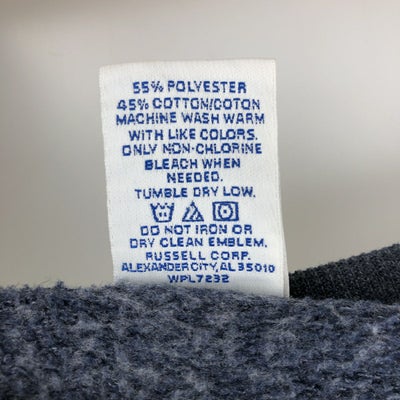 55% POLYESTER
45% COTTON/COTON
MACHINE WASH WARM
WITH LIKE COLORS.
ONLY NON-CHLORINE
BLEACH WHEN
NEEDED.
TUMBLE DRY LOW.
DO NOT IRON OR
DRY CLEAN EMBLEM.
RUSSELL CORP.
ALEXANDER CITY, AL 35010
WPL7232